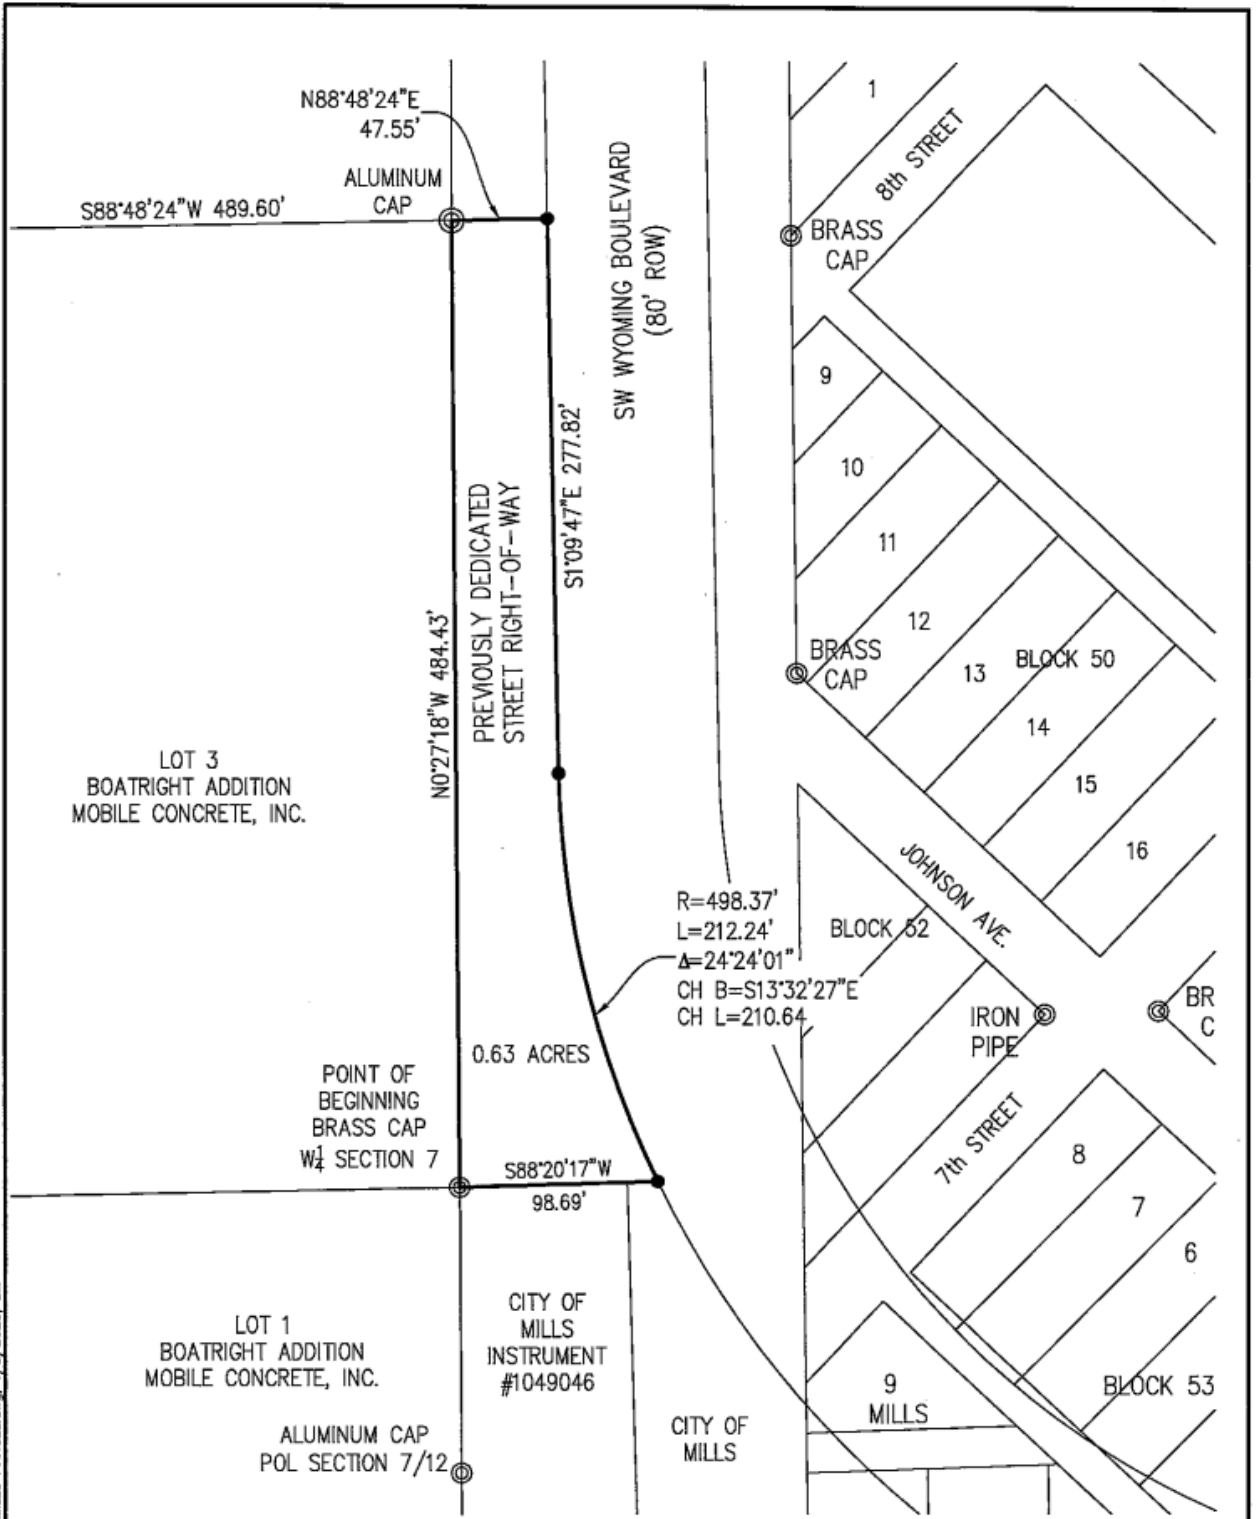 N88°48'24"E
47.55'
ALUMINUM
CAP
S88°48'24"W 489.60'
SW WYOMING BOULEVARD
(80' ROW)
1
8th STREET
BRASS
CAP
9
10
11
12
13
BLOCK 50
14
15
16
S1°09'47"E 277.82'
PREVIOUSLY DEDICATED
STREET RIGHT-OF-WAY
N0°27'18"W 484.43'
BRASS
CAP
LOT 3
BOATRIGHT ADDITION
MOBILE CONCRETE, INC.
JOHNSON AVE.
R=498.37'
L=212.24'
Δ=24°24'01"
CH B=S13°32'27"E
CH L=210.64
BLOCK 52
IRON
PIPE
BR
C
0.63 ACRES
POINT OF
BEGINNING
BRASS CAP
W¼ SECTION 7
S88°20'17"W
98.69'
7th STREET
8
7
6
LOT 1
BOATRIGHT ADDITION
MOBILE CONCRETE, INC.
CITY OF
MILLS
INSTRUMENT
#1049046
9
MILLS
BLOCK 53
CITY OF
MILLS
ALUMINUM CAP
POL SECTION 7/12